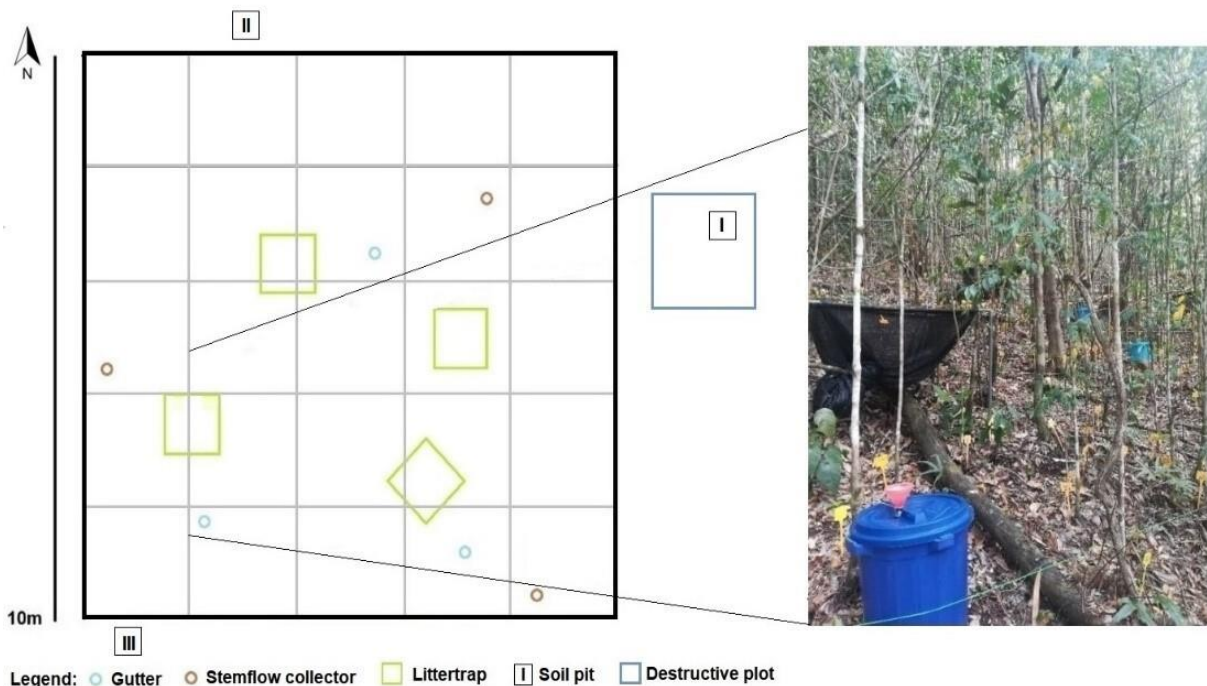 II
N
I
10m
III
Legend: Gutter Stemflow collector Littertrap I Soil pit Destructive plot